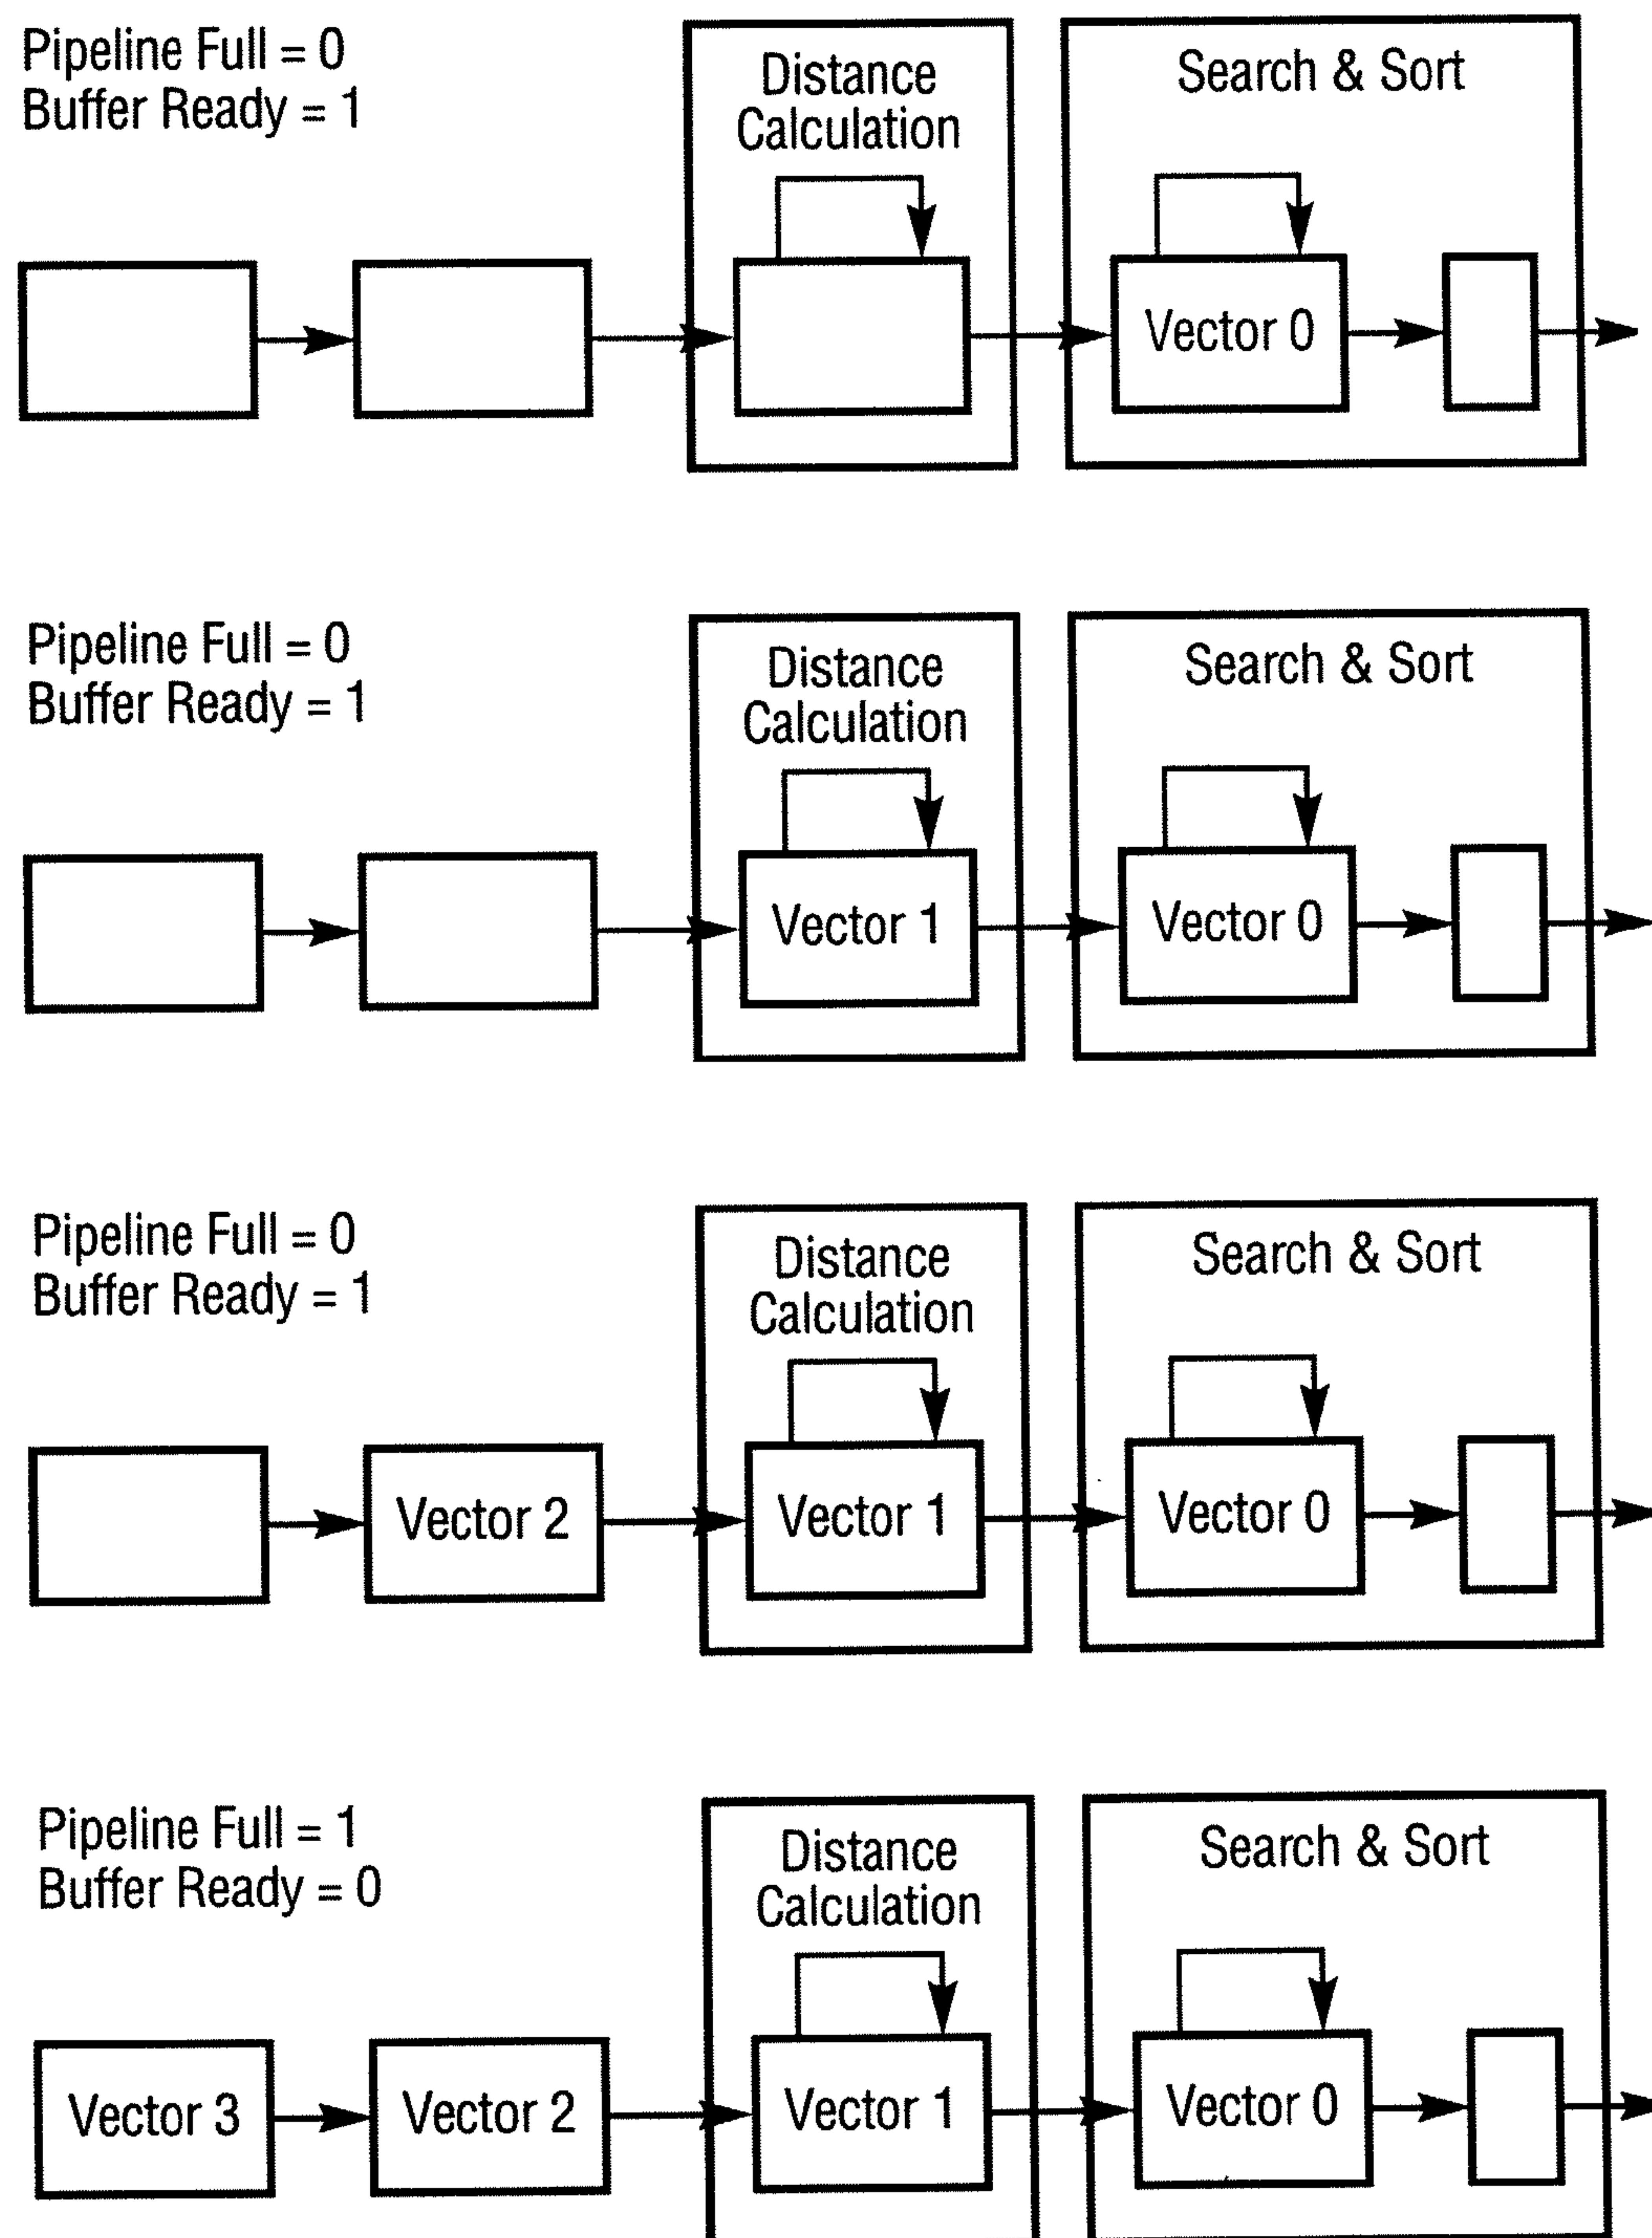 Pipeline Full = 0
Buffer Ready = 1
Distance
Calculation
Search & Sort
Vector 0
Pipeline Full = 0
Buffer Ready = 1
Distance
Calculation
Search & Sort
Vector 1
Vector 0
Pipeline Full = 0
Buffer Ready = 1
Distance
Calculation
Search & Sort
Vector 2
Vector 1
Vector 0
Pipeline Full = 1
Buffer Ready = 0
Distance
Calculation
Search & Sort
Vector 3
Vector 2
Vector 1
Vector 0